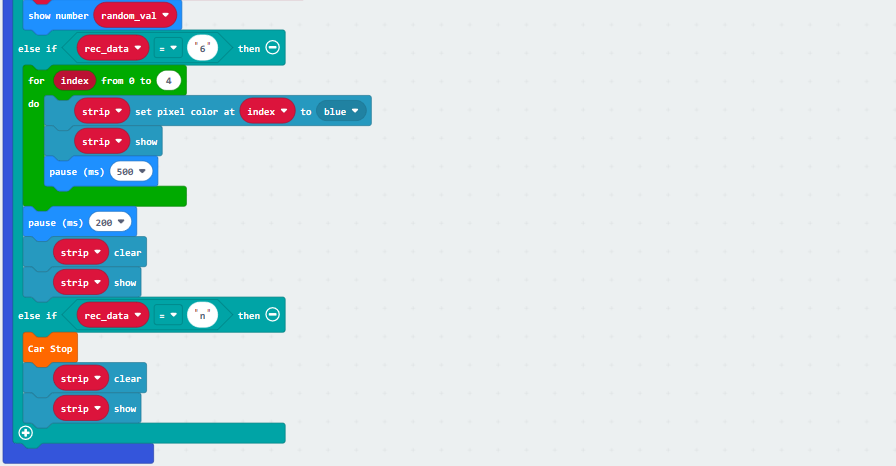 show number random_val
else if rec_data = "6" then
for index from 0 to 4
do
strip set pixel color at index to blue
strip show
pause (ms) 500
pause (ms) 200
strip clear
strip show
else if rec_data = "n" then
Car Stop
strip clear
strip show